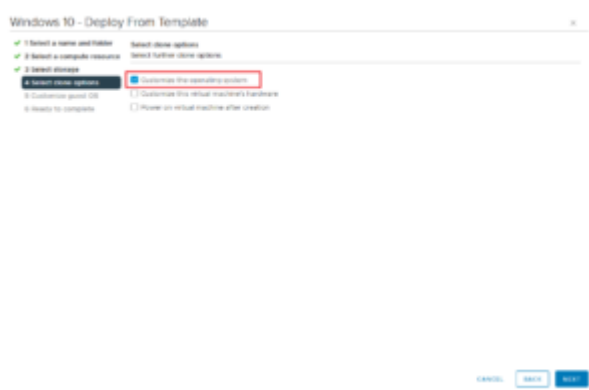 Windows 10 - Deploy From Template
✓ 1 Select a name and folder
✓ 2 Select a compute resource
✓ 3 Select storage
4 Select clone options
5 Customize guest OS
6 Ready to complete
Select clone options
Select further clone options
Customize the operating system
Customize this virtual machine's hardware
Power on virtual machine after creation
CANCEL
BACK
NEXT